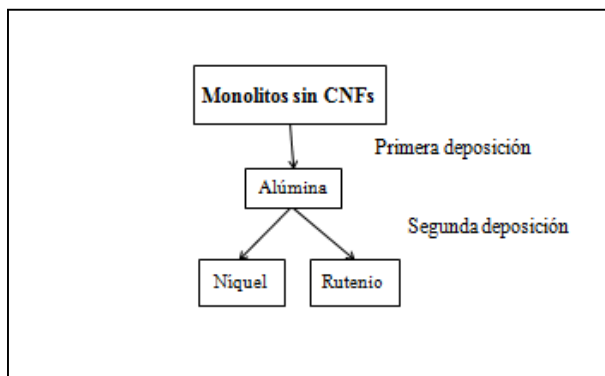 Monolitos sin CNFs
Primera deposición
Alúmina
Segunda deposición
Niquel
Rutenio